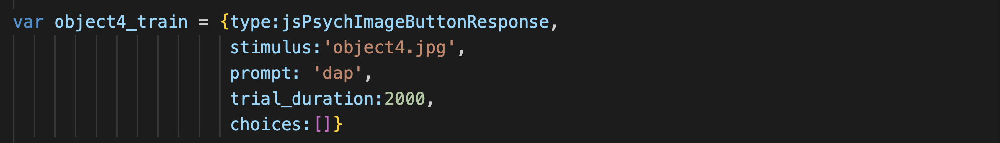 var object4_train = {type:jsPsychImageButtonResponse,
stimulus:'object4.jpg',
prompt: 'dap',
trial_duration:2000,
choices:[]}